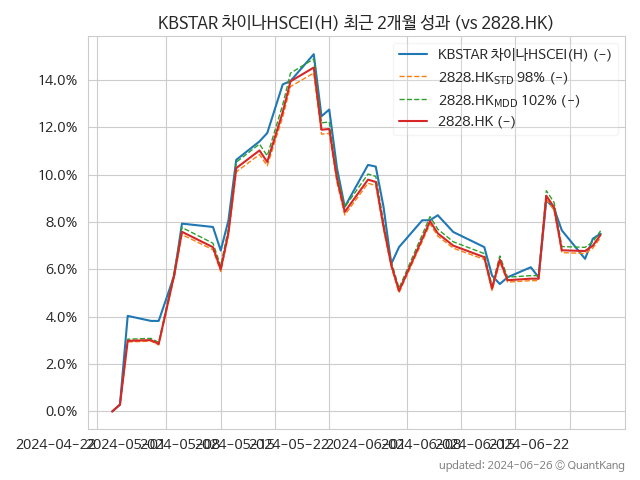 KBSTAR 차이나HSCEI(H) 최근 2개월 성과 (vs 2828.HK)
KBSTAR 차이나HSCEI(H) (-)
2828.HKSTD 98% (-)
2828.HKMDD 102% (-)
2828.HK (-)
14.0%
12.0%
10.0%
8.0%
6.0%
4.0%
2.0%
0.0%
2024-04-22 2024-05-01 2024-05-08 2024-05-15 2024-05-22 2024-06-01 2024-06-08 2024-06-15 2024-06-22
updated: 2024-06-26 © QuantKang